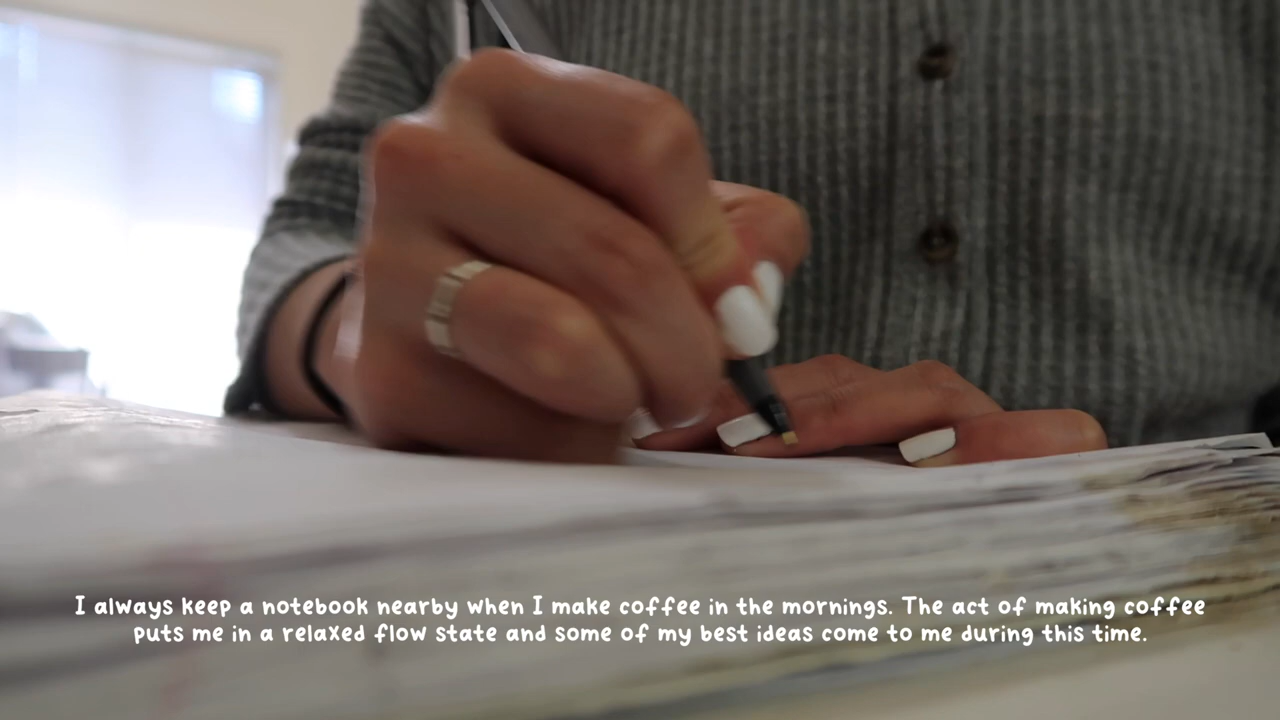 I always keep a notebook nearby when I make coffee in the mornings. The act of making coffee
puts me in a relaxed flow state and some of my best ideas come to me during this time.